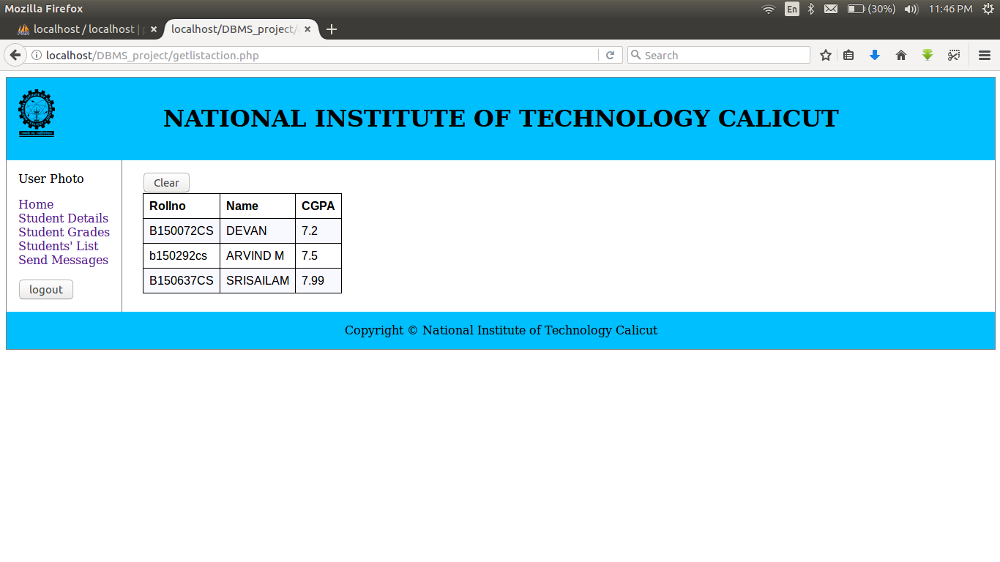 Mozilla Firefox
En
(30%)
11:46 PM
localhost / localhost |
localhost/DBMS_project/
localhost/DBMS_project/getlistaction.php
Search
NATIONAL INSTITUTE OF TECHNOLOGY CALICUT
User Photo
Home
Student Details
Student Grades
Students' List
Send Messages
logout
Clear
Rollno Name CGPA
B150072CS DEVAN 7.2
b150292cs ARVIND M 7.5
B150637CS SRISAILAM 7.99
Copyright © National Institute of Technology Calicut